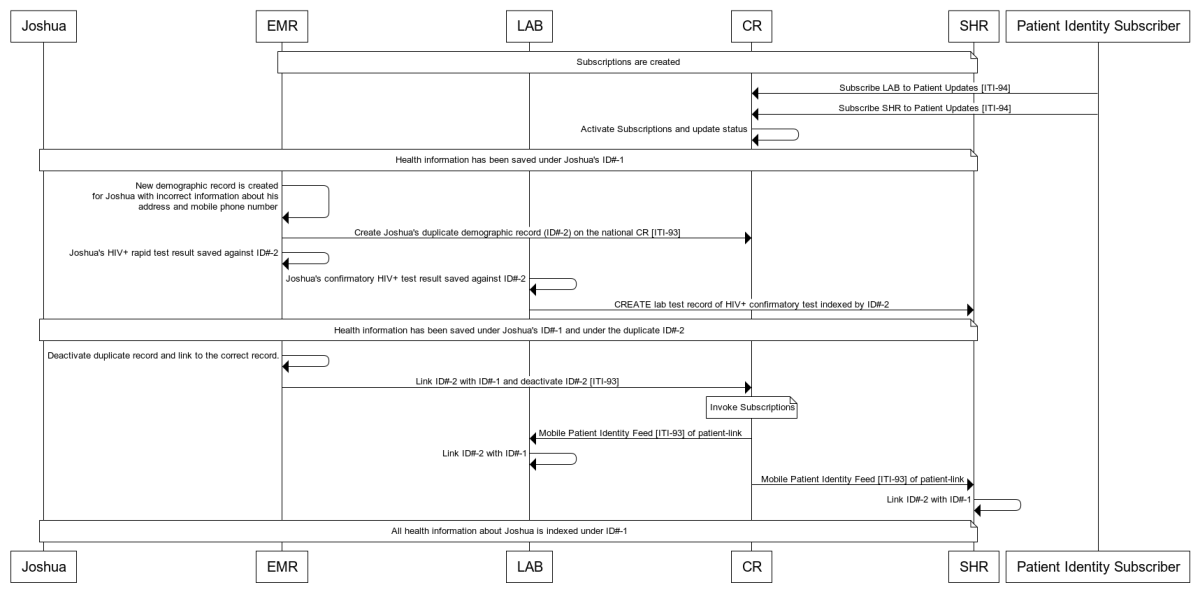 Joshua
EMR
LAB
CR
SHR
Patient Identity Subscriber
Subscriptions are created
Subscribe LAB to Patient Updates [ITI-94]
Subscribe SHR to Patient Updates [ITI-94]
Activate Subscriptions and update status
Health information has been saved under Joshua's ID#-1
New demographic record is created
for Joshua with incorrect information about his
address and mobile phone number
Create Joshua's duplicate demographic record (ID#-2) on the national CR [ITI-93]
Joshua's HIV+ rapid test result saved against ID#-2
Joshua's confirmatory HIV+ test result saved against ID#-2
CREATE lab test record of HIV+ confirmatory test indexed by ID#-2
Health information has been saved under Joshua's ID#-1 and under the duplicate ID#-2
Deactivate duplicate record and link to the correct record.
Link ID#-2 with ID#-1 and deactivate ID#-2 [ITI-93]
Invoke Subscriptions
Mobile Patient Identity Feed [ITI-93] of patient-link
Link ID#-2 with ID#-1
Mobile Patient Identity Feed [ITI-93] of patient-link
Link ID#-2 with ID#-1
All health information about Joshua is indexed under ID#-1
Joshua
EMR
LAB
CR
SHR
Patient Identity Subscriber